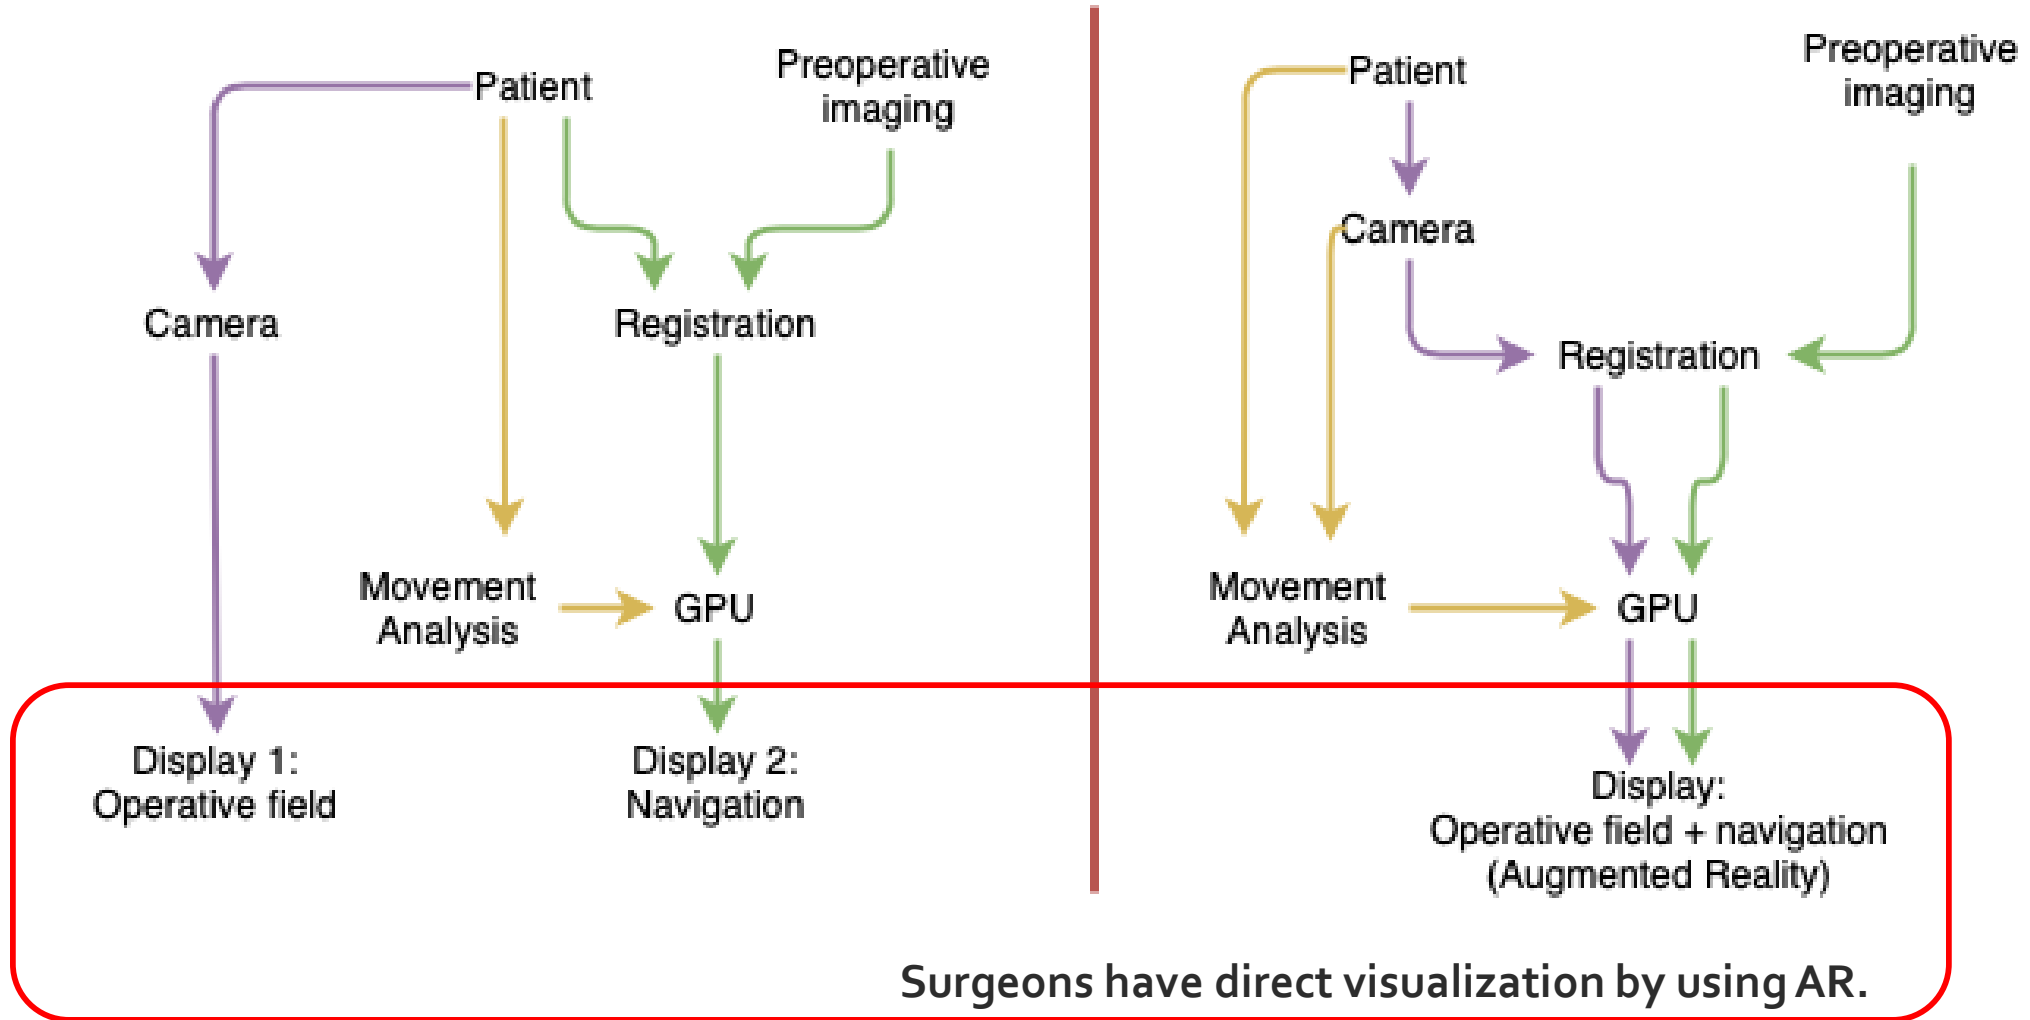 Patient
Preoperative
imaging
Camera
Registration
Movement
Analysis
GPU
Display 1:
Operative field
Display 2:
Navigation
Patient
Preoperative
imaging
Camera
Registration
Movement
Analysis
GPU
Display:
Operative field + navigation
(Augmented Reality)
Surgeons have direct visualization by using AR.